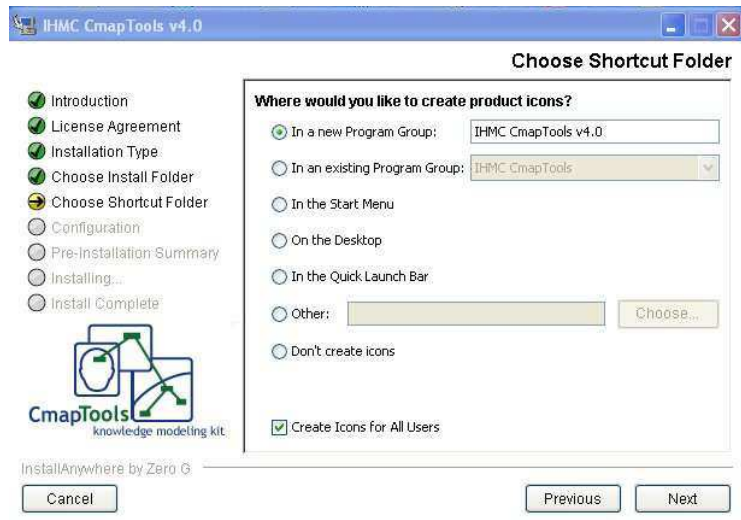 IHMC CmapTools v4.0
Choose Shortcut Folder
Introduction
License Agreement
Installation Type
Choose Install Folder
Choose Shortcut Folder
Configuration
Pre-Installation Summary
Installing...
Install Complete
CmapTools
knowledge modeling kit
Where would you like to create product icons?
In a new Program Group: IHMC CmapTools v4.0
In an existing Program Group: IHMC CmapTools
In the Start Menu
On the Desktop
In the Quick Launch Bar
Other: Choose...
Don't create icons
Create Icons for All Users
InstallAnywhere by Zero G
Cancel Previous Next